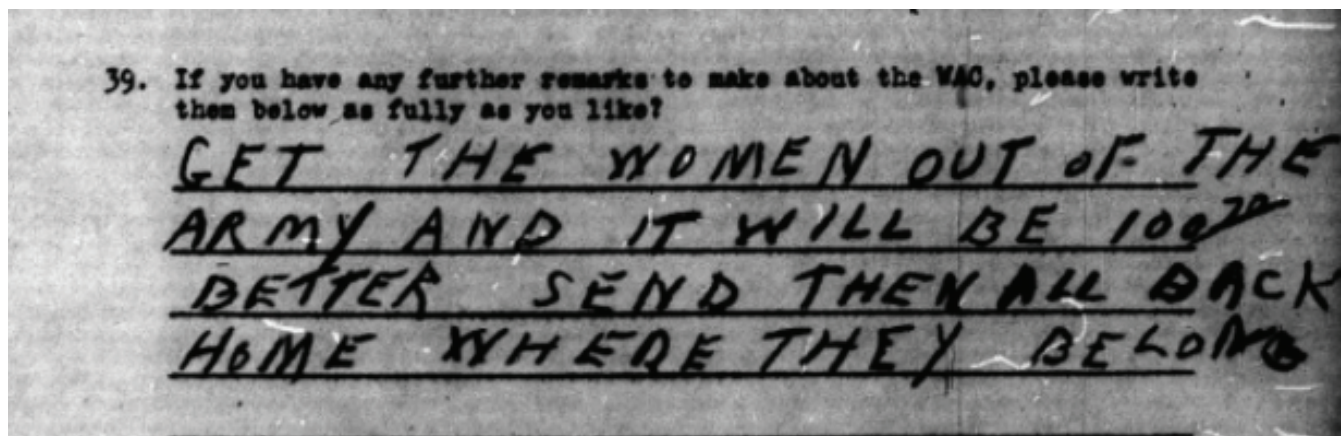 39. If you have any further remarks to make about the WAC, please write
them below as fully as you like?
GET THE WOMEN OUT OF THE
ARMY AND IT WILL BE 100%
BETTER SEND THEN ALL BACK
HOME WHERE THEY BELONG